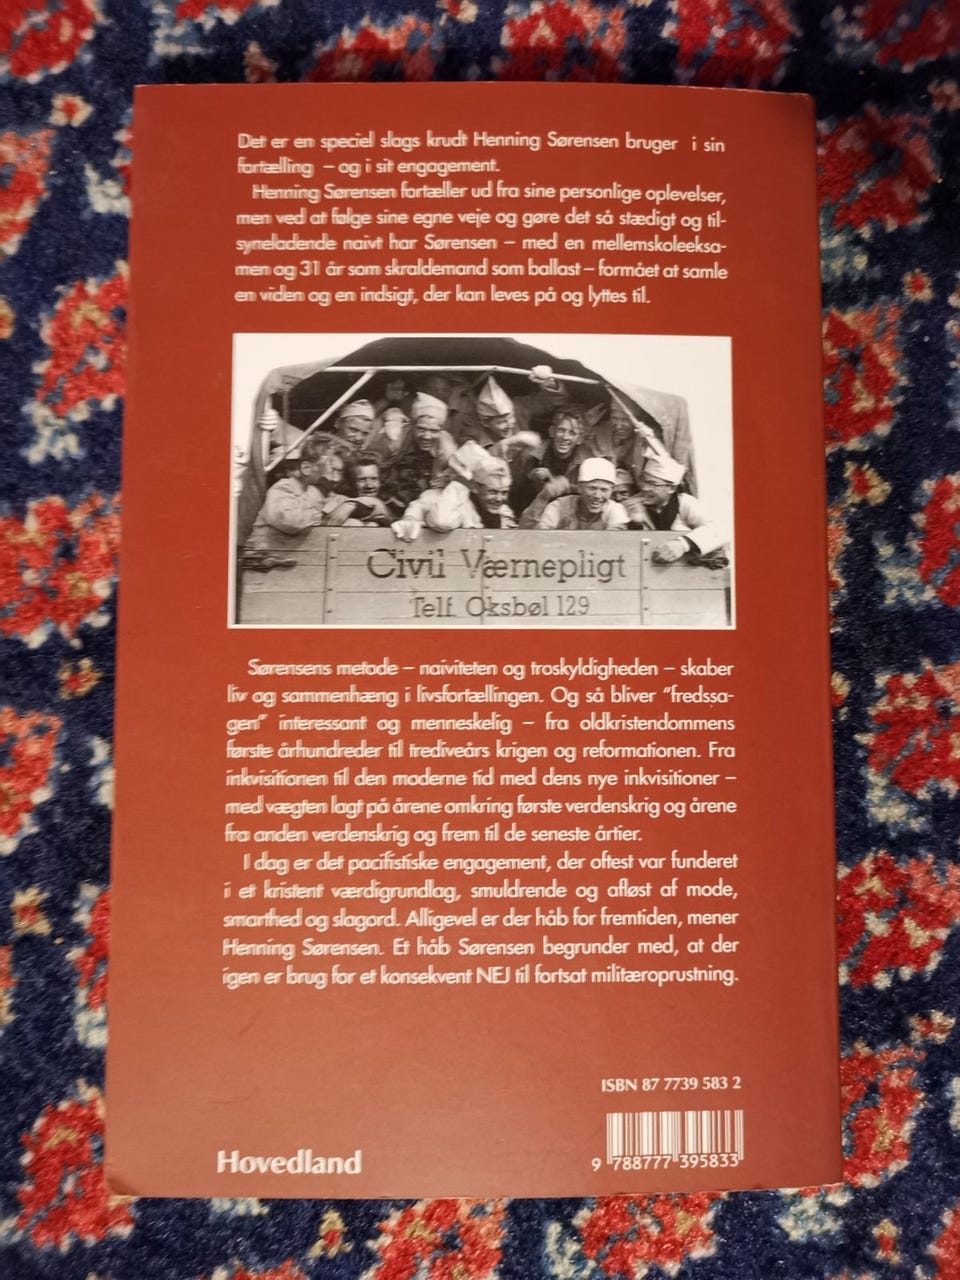 Det er en speciel slags krudt Henning Sørensen bruger i sin
fortælling – og i sit engagement.
Henning Sørensen fortæller ud fra sine personlige oplevelser,
men ved at følge sine egne veje og gøre det så stædigt og til-
syneladende naivt har Sørensen – med en mellemskoleeksa-
men og 31 år som skraldemand som ballast – formået at samle
en viden og en indsigt, der kan leves på og lyttes til.
Civil Værnepligt
Telf. Oksbøl 129
Sørensens metode – naiviteten og troskyldigheden – skaber
liv og sammenhæng i livsfortællingen. Og så bliver "fredssa-
gen" interessant og menneskelig – fra oldkristendommens
første århundreder til trediveårs krigen og reformationen. Fra
inkvisitionen til den moderne tid med dens nye inkvisitioner –
med vægten lagt på årene omkring første verdenskrig og årene
fra anden verdenskrig og frem til de seneste årtier.
I dag er det pacifistiske engagement, der oftest var funderet
i et kristent værdigrundlag, smuldrende og afløst af mode,
smarthed og slagord. Alligevel er der håb for fremtiden, mener
Henning Sørensen. Et håb Sørensen begrunder med, at der
igen er brug for et konsekvent NEJ til fortsat militæroprustning.
ISBN 87 7739 583 2
Hovedland
9 788777 395833